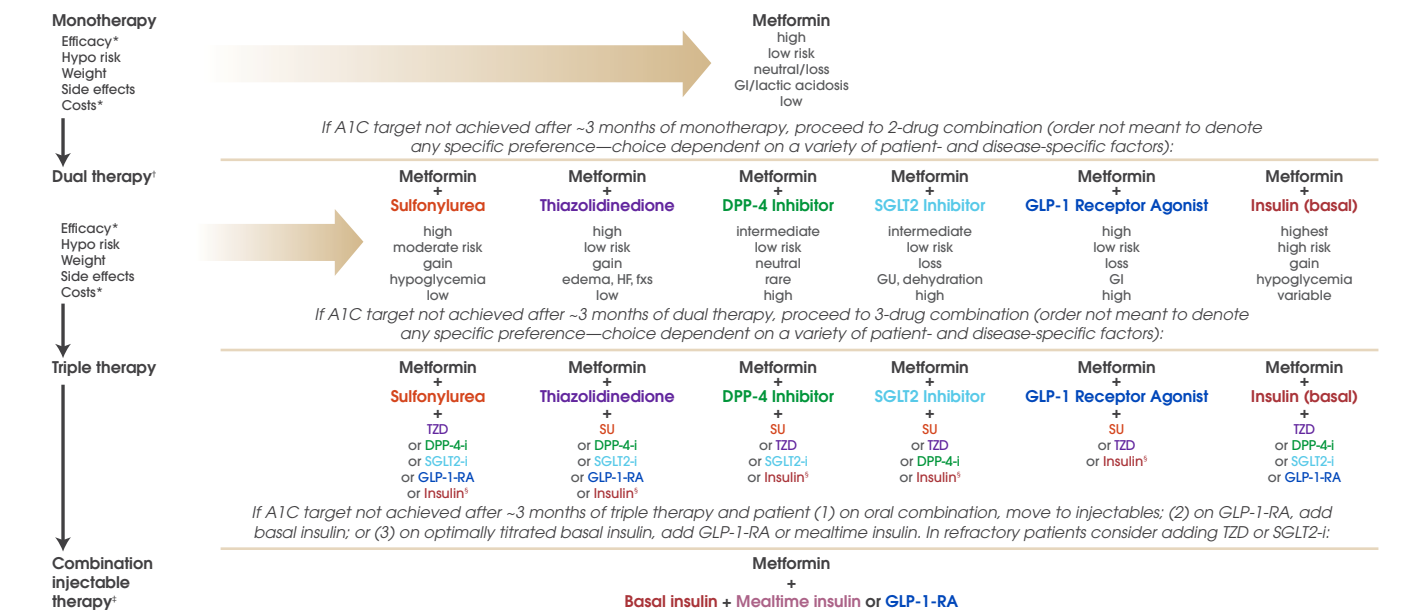 Monotherapy
Metformin
Efficacy*
high
Hypo risk
low risk
Weight
neutral/loss
Side effects
GI/lactic acidosis
Costs*
low
If A1C target not achieved after ~3 months of monotherapy, proceed to 2-drug combination (order not meant to denote
any specific preference—choice dependent on a variety of patient- and disease-specific factors):
Dual therapy†
Metformin Metformin Metformin Metformin Metformin Metformin
+ + + + + +
Sulfonylurea Thiazolidinedione DPP-4 Inhibitor SGLT2 Inhibitor GLP-1 Receptor Agonist Insulin (basal)
Efficacy* high high intermediate intermediate high highest
Hypo risk moderate risk low risk low risk low risk low risk high risk
Weight gain gain neutral loss loss gain
Side effects hypoglycemia edema, HF, fxs rare GU, dehydration GI hypoglycemia
Costs* low low high high high variable
If A1C target not achieved after ~3 months of dual therapy, proceed to 3-drug combination (order not meant to denote
any specific preference—choice dependent on a variety of patient- and disease-specific factors):
Triple therapy
Metformin Metformin Metformin Metformin Metformin Metformin
+ + + + + +
Sulfonylurea Thiazolidinedione DPP-4 Inhibitor SGLT2 Inhibitor GLP-1 Receptor Agonist Insulin (basal)
+ + + + + +
TZD SU SU SU SU TZD
or DPP-4-i or DPP-4-i or TZD or TZD or TZD or DPP-4-i
or SGLT2-i or SGLT2-i or SGLT2-i or DPP-4-i or Insulin§ or SGLT2-i
or GLP-1-RA or GLP-1-RA or Insulin§ or Insulin§ or GLP-1-RA
or Insulin§ or Insulin§
If A1C target not achieved after ~3 months of triple therapy and patient (1) on oral combination, move to injectables; (2) on GLP-1-RA, add
basal insulin; or (3) on optimally titrated basal insulin, add GLP-1-RA or mealtime insulin. In refractory patients consider adding TZD or SGLT2-i:
Combination
injectable
therapy‡
Metformin
+
Basal insulin + Mealtime insulin or GLP-1-RA